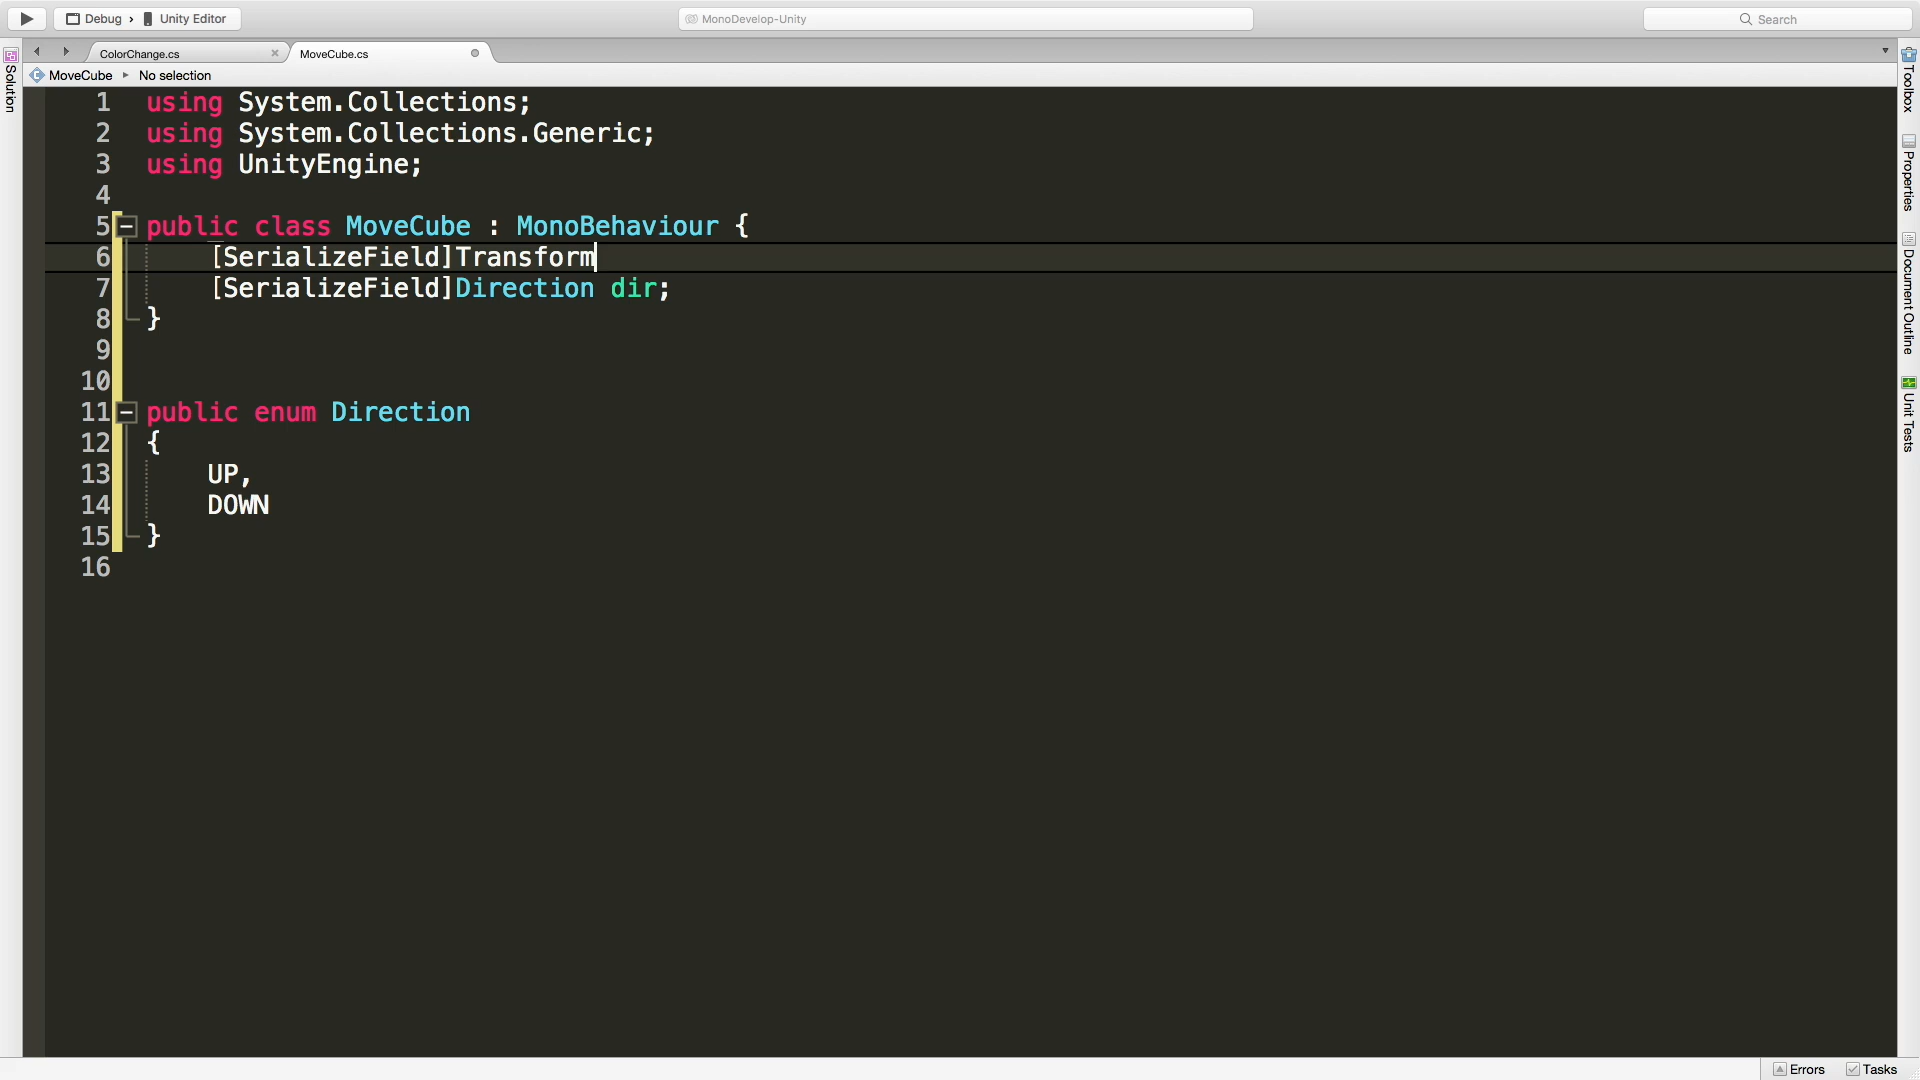 Debug › Unity Editor
MonoDevelop-Unity
Search
ColorChange.cs
MoveCube.cs
MoveCube
No selection
Solution
1 using System.Collections;
2 using System.Collections.Generic;
3 using UnityEngine;
4
5 public class MoveCube : MonoBehaviour {
6 [SerializeField]Transform
7 [SerializeField]Direction dir;
8 }
9
10
11 public enum Direction
12 {
13 UP,
14 DOWN
15 }
16
Toolbox
Properties
Document Outline
Unit Tests
Errors
Tasks